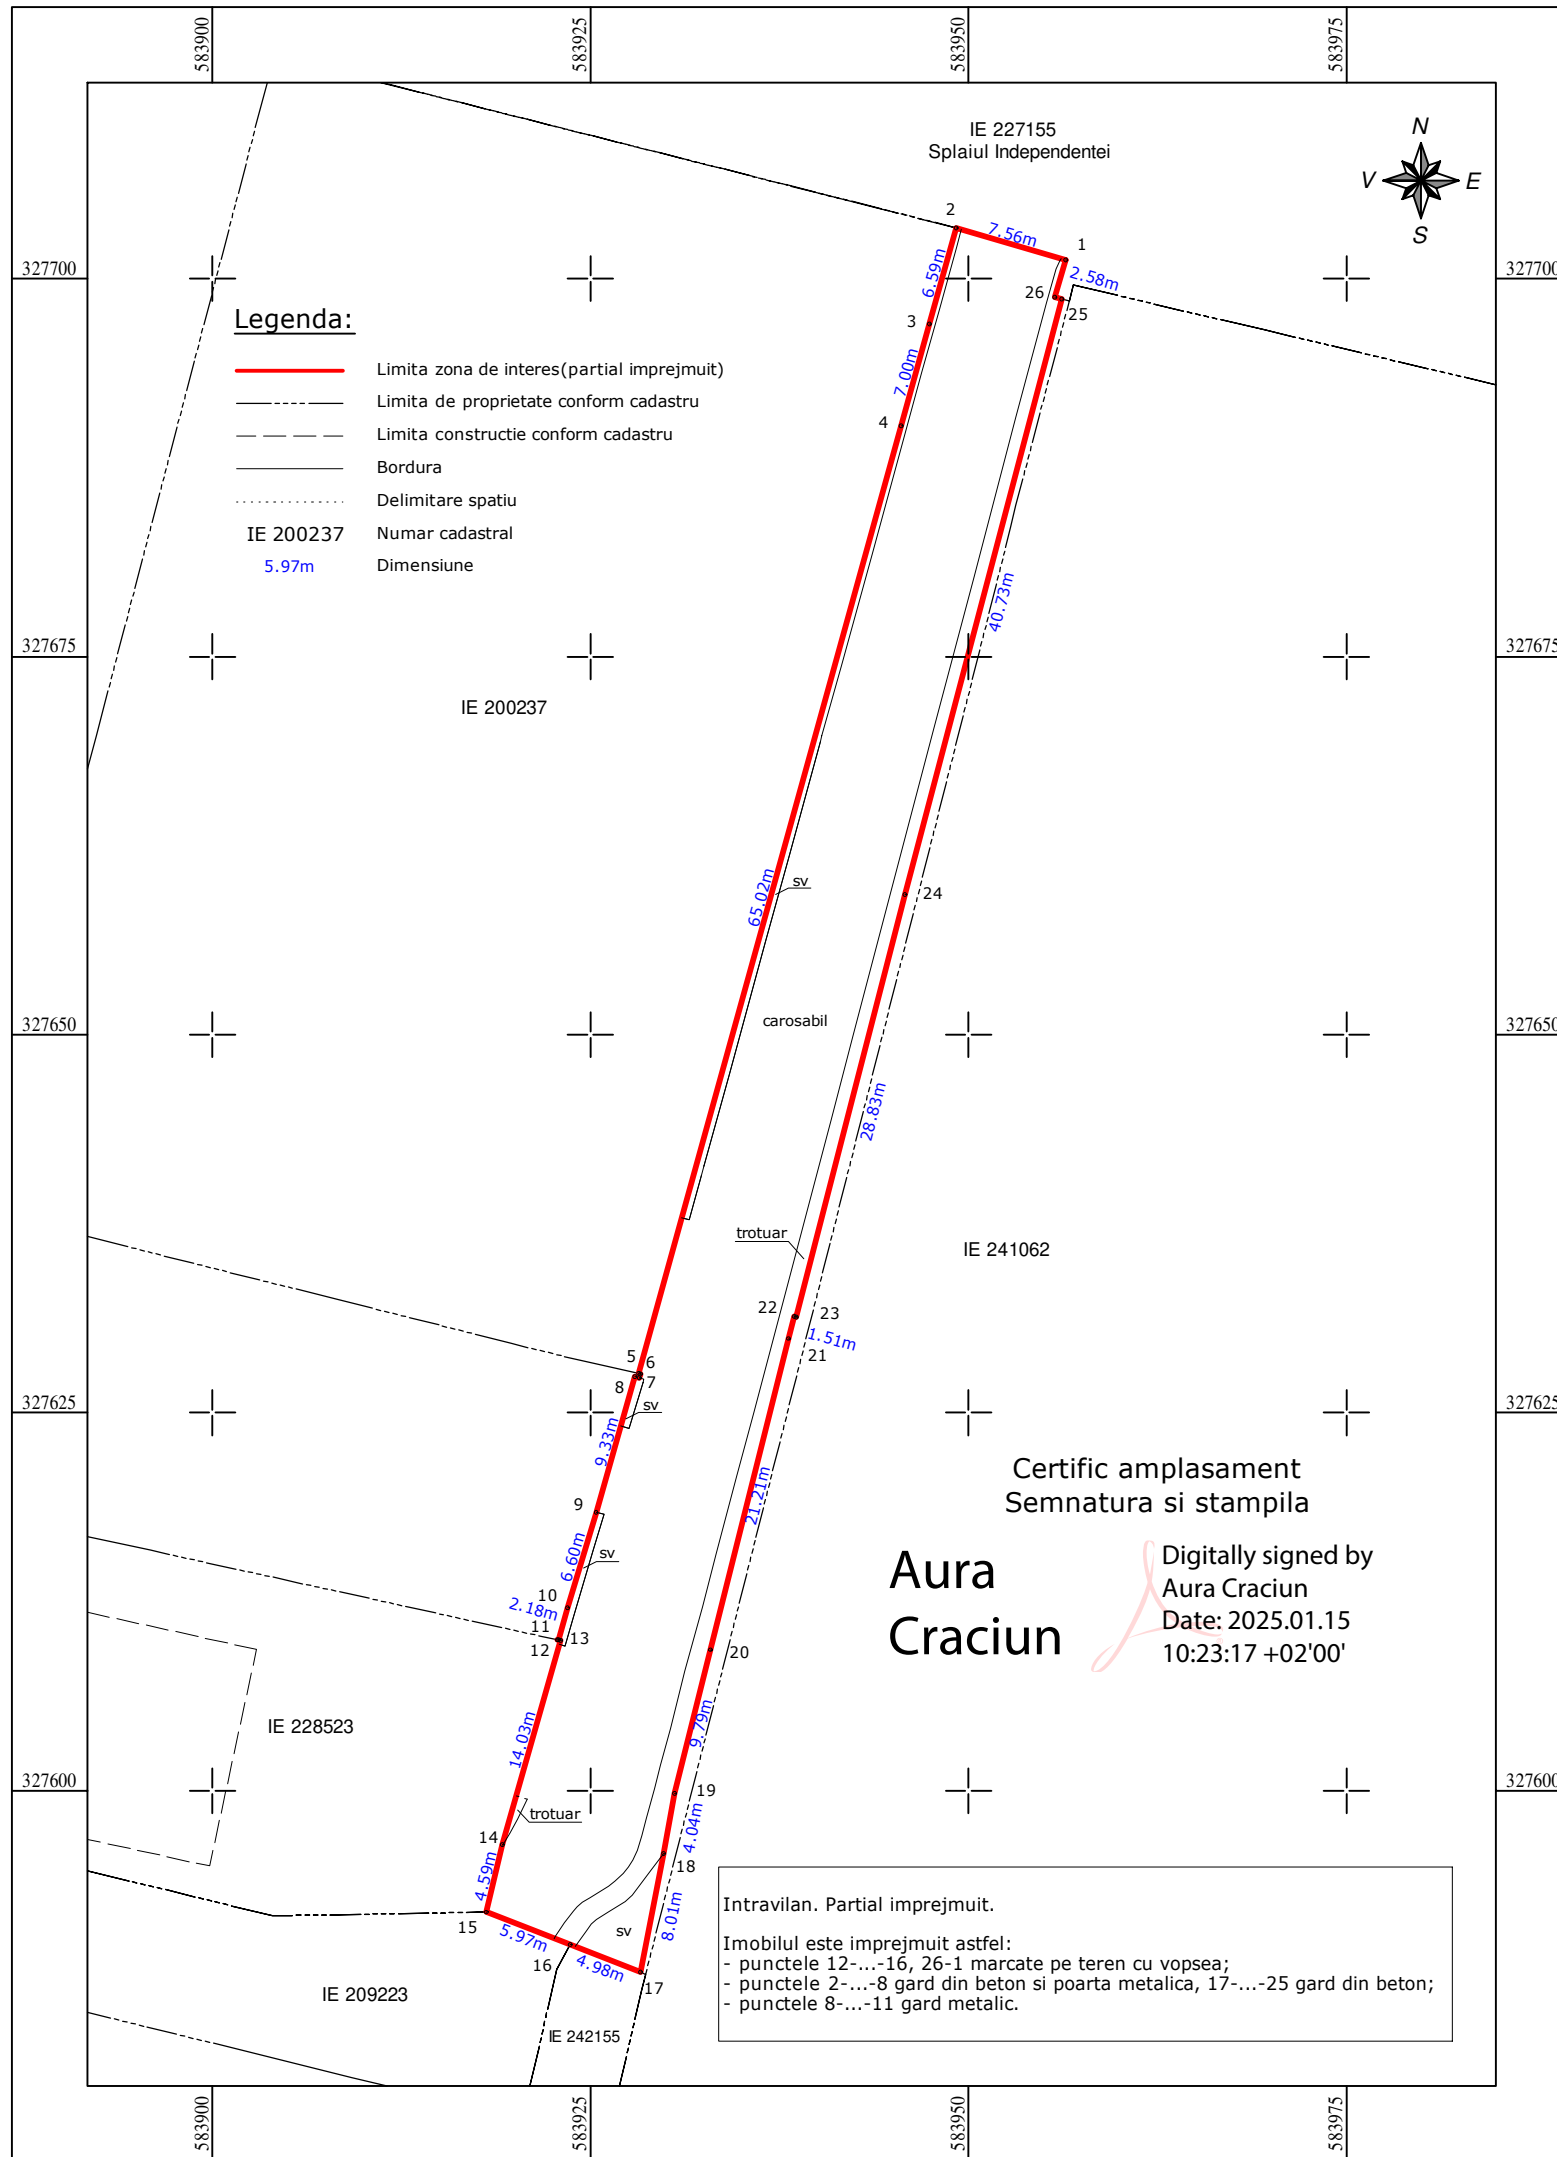 583900
583925
583950
583975
IE 227155
Splaiul Independentei
N
V
E
S
2
7.56m
1
6.59m
2.58m
327700
327700
26
25
3
Legenda:
7.00m
Limita zona de interes(partial imprejmuit)
Limita de proprietate conform cadastru
4
Limita constructie conform cadastru
Bordura
Delimitare spatiu
IE 200237 Numar cadastral
5.97m Dimensiune
40.73m
327675
327675
IE 200237
65.02m
sv
24
carosabil
327650
327650
28.83m
trotuar
IE 241062
22
23
1.51m
21
5
6
7
8
sv
327625
327625
9.33m
Certific amplasament
Semnatura si stampila
21.21m
9
sv
6.60m
Aura
Craciun
Digitally signed by
Aura Craciun
Date: 2025.01.15
10:23:17 +02'00'
10
2.18m
11
12
13
20
IE 228523
14.03m
9.79m
327600
327600
19
trotuar
14
4.04m
18
4.59m
15
5.97m
sv
8.01m
16
4.98m
17
IE 209223
IE 242155
Intravilan. Partial imprejmuit.
Imobilul este imprejmuit astfel:
- punctele 12-...-16, 26-1 marcate pe teren cu vopsea;
- punctele 2-...-8 gard din beton si poarta metalica, 17-...-25 gard din beton;
- punctele 8-...-11 gard metalic.
583900
583925
583950
583975